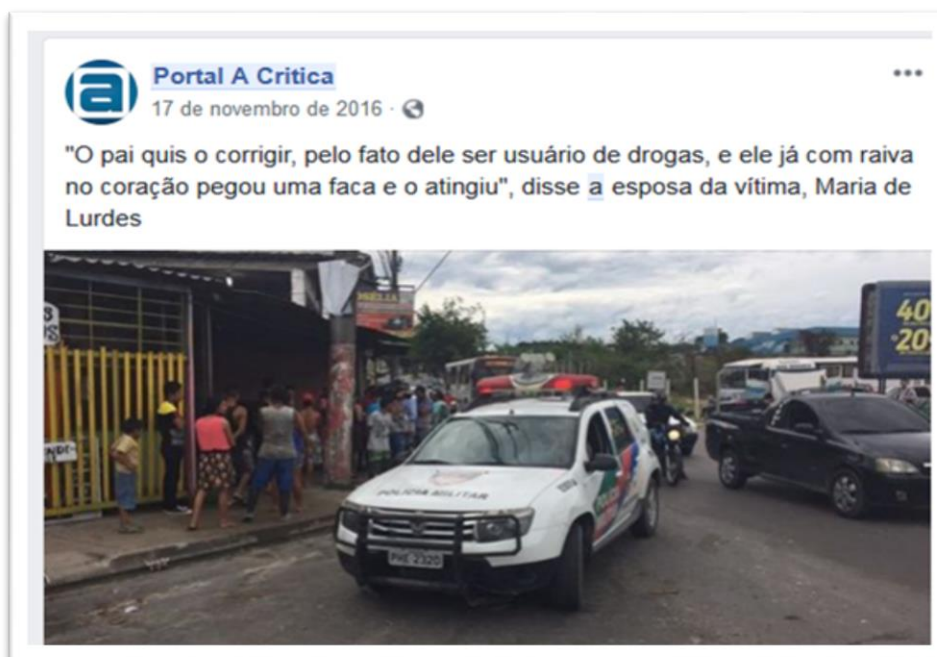 Portal A Critica
17 de novembro de 2016 ·
"O pai quis o corrigir, pelo fato dele ser usuário de drogas, e ele já com raiva
no coração pegou uma faca e o atingiu", disse a esposa da vítima, Maria de
Lurdes
40
20
POLICIA MILITAR
PHE-2320